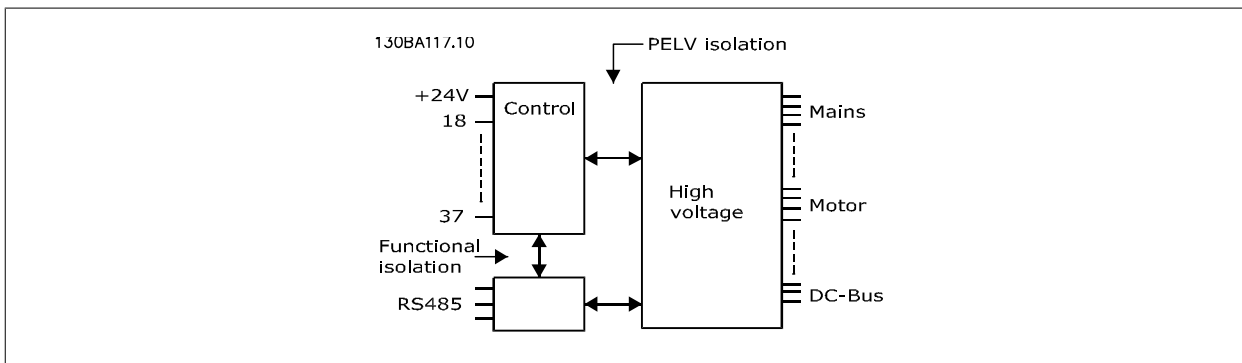 130BA117.10
PELV isolation
+24V
Control
18
Mains
High
voltage
37
Motor
Functional
isolation
RS485
DC-Bus